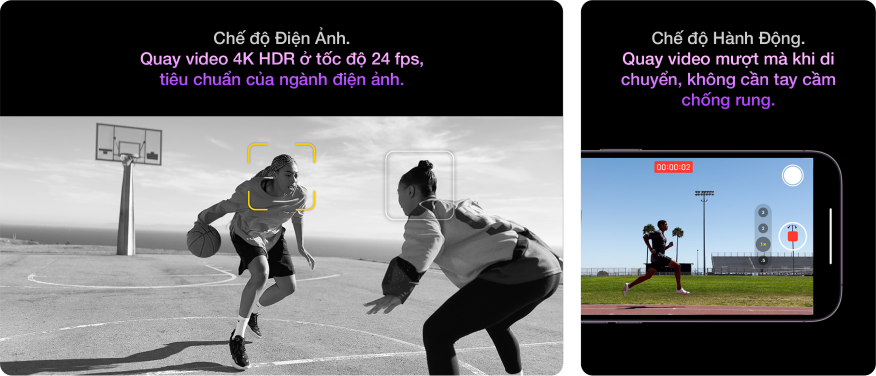 Chế độ Điện Ảnh.
Quay video 4K HDR ở tốc độ 24 fps,
tiêu chuẩn của ngành điện ảnh.
Chế độ Hành Động.
Quay video mượt mà khi di
chuyển, không cần tay cầm
chống rung.
00:00:02